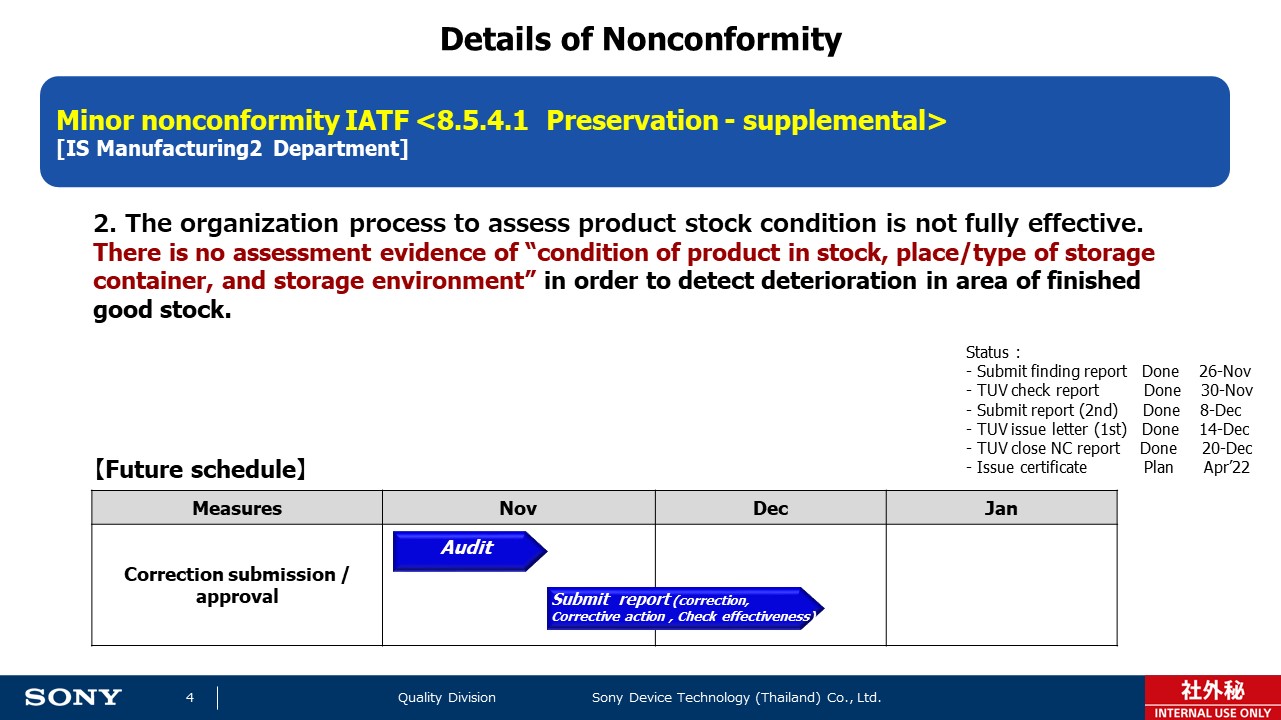 Details of Nonconformity
Minor nonconformity IATF <8.5.4.1 Preservation - supplemental>
[IS Manufacturing2 Department]
2. The organization process to assess product stock condition is not fully effective.
There is no assessment evidence of “condition of product in stock, place/type of storage
container, and storage environment” in order to detect deterioration in area of finished
good stock.
Status :
- Submit finding report Done 26-Nov
- TUV check report Done 30-Nov
- Submit report (2nd) Done 8-Dec
- TUV issue letter (1st) Done 14-Dec
- TUV close NC report Done 20-Dec
- Issue certificate Plan Apr’22
【Future schedule】
Measures Nov Dec Jan
Correction submission /
approval
Audit
Submit report (correction,
Corrective action , Check effectiveness)
SONY 4 Quality Division Sony Device Technology (Thailand) Co., Ltd.
社外秘
INTERNAL USE ONLY